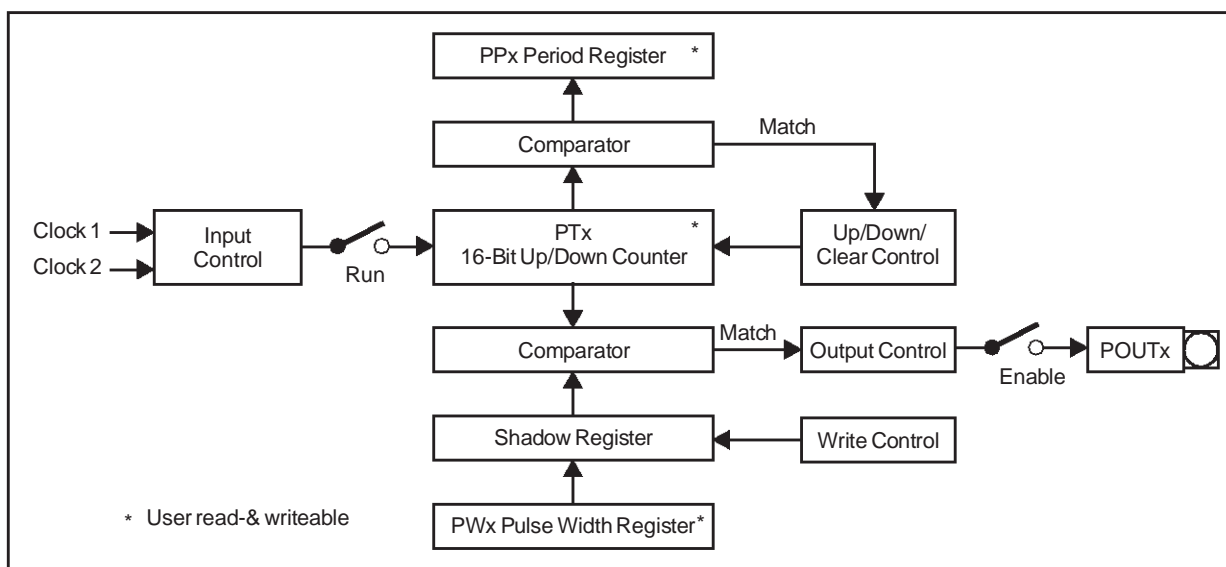 PPx Period Register *
Comparator
Match
Clock 1
Clock 2
Input
Control
Run
PTx *
16-Bit Up/Down Counter
Up/Down/
Clear Control
Comparator
Match
Output Control
Enable
POUTx
Shadow Register
Write Control
* User read-& writeable
PWx Pulse Width Register*